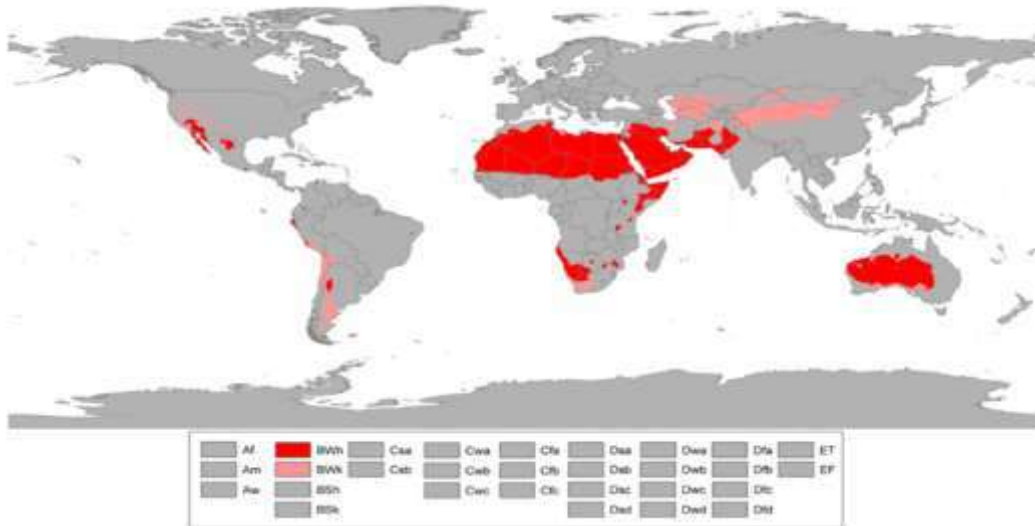 Af BWh Csa Cwa Cfa Dsa Dwa Dfa ET
Am BWk Csb Cwb Cfb Dsb Dwb Dfb EF
Aw BSh Cwc Cfc Dsc Dwc Dfc
BSk Dsd Dwd Dfd